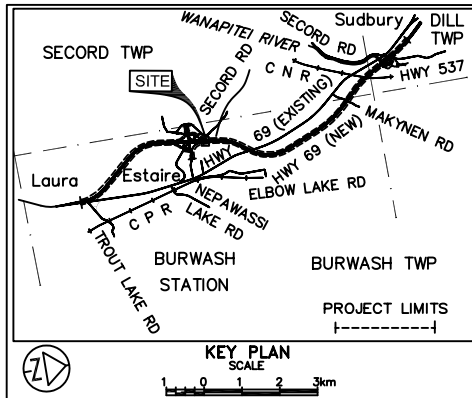 Sudbury
DILL
TWP
WANAPITEI RIVER
SECORD RD
SECORD TWP
SITE
SECORD RD
C N R
HWY 537
HWY 69 (EXISTING)
HWY 69 (NEW)
MAKYNEN RD
Laura
Estaire
ELBOW LAKE RD
NEPAWASSI
LAKE RD
C P R
TROUT LAKE RD
BURWASH
STATION
BURWASH TWP
PROJECT LIMITS
KEY PLAN
SCALE
Z
1 0 1 2 3km